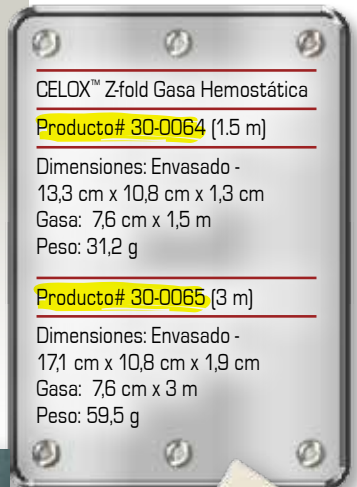 CELOX™ Z-fold Gasa Hemostática
Producto# 30-0064 (1.5 m)
Dimensiones: Envasado -
13,3 cm x 10,8 cm x 1,3 cm
Gasa: 7,6 cm x 1,5 m
Peso: 31,2 g
Producto# 30-0065 (3 m)
Dimensiones: Envasado -
17,1 cm x 10,8 cm x 1,9 cm
Gasa: 7,6 cm x 3 m
Peso: 59,5 g